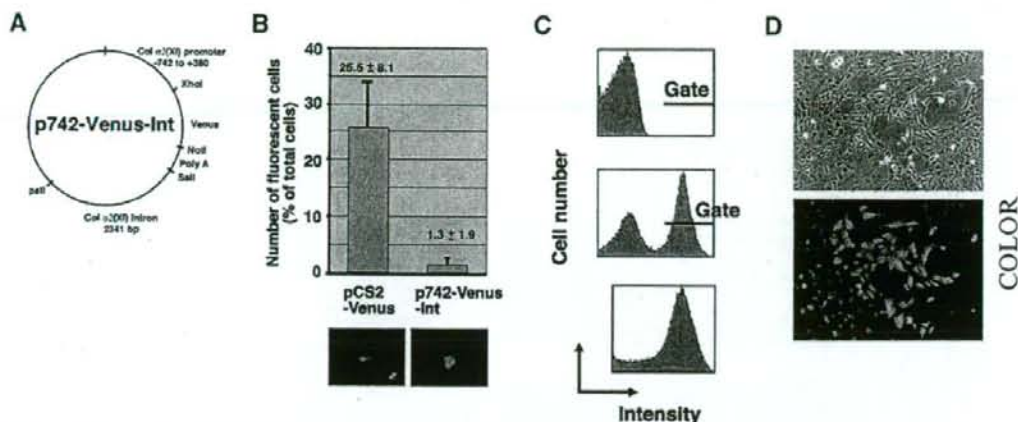 A
Col α2(XI) promoter
-742 to +380
XhoI
p742-Venus-Int
Venus
NotI
Poly A
SalI
Col α2(XI) Intron
2341 bp
B
Number of fluorescent cells
(% of total cells)
40
30
20
10
0
25.5 ± 8.1
1.3 ± 1.9
pCS2
-Venus
p742-Venus
-Int
C
Cell number
Gate
Gate
Intensity
D
COLOR